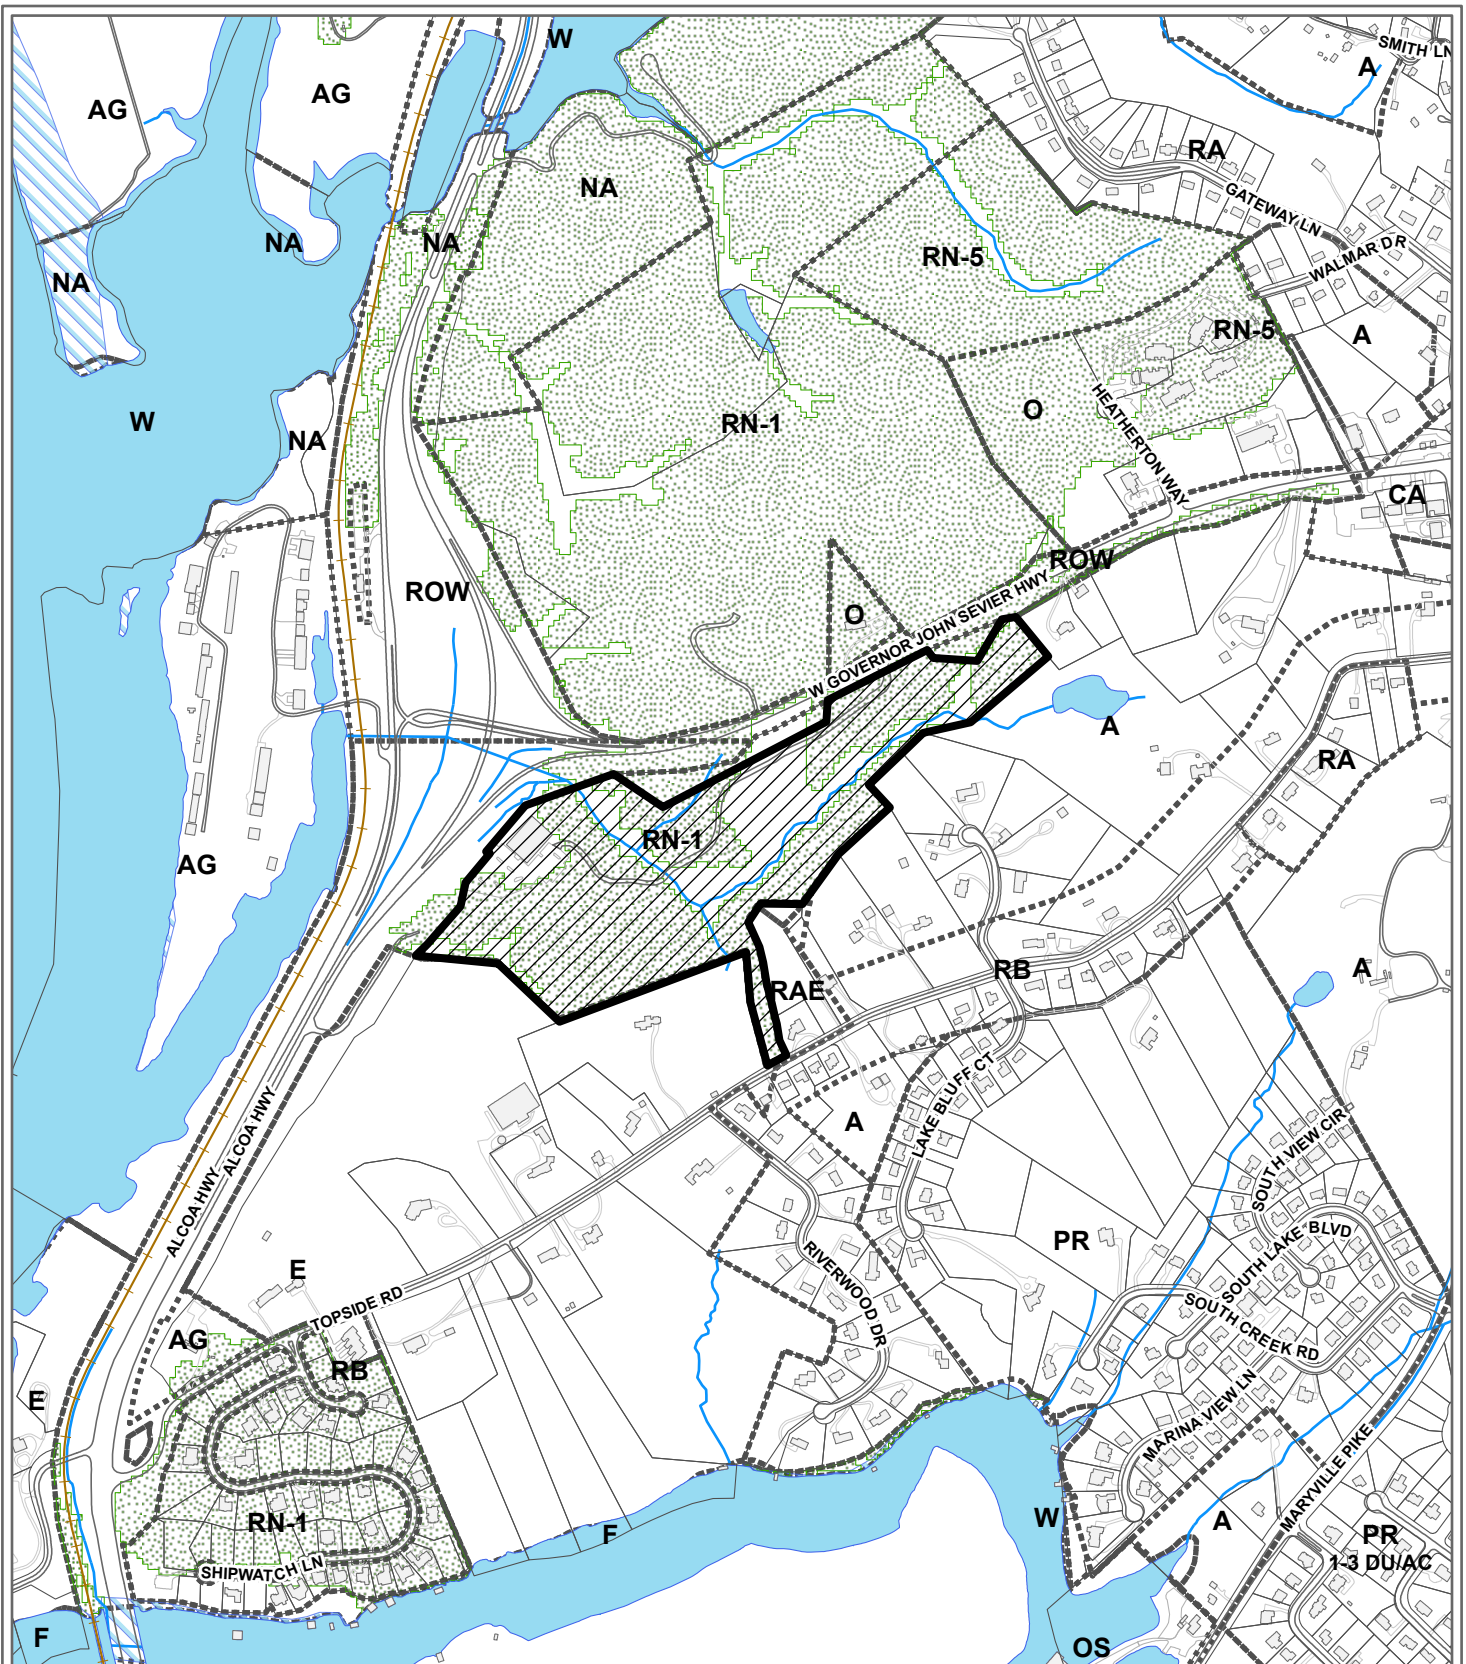 W
SMITH LN
A
AG
AG
RA
NA
GATEWAY LN
NA
NA
WALMAR DR
RN-5
NA
RN-5
A
HEATHERTON WAY
O
W
RN-1
NA
CA
ROW
ROW
W GOVERNOR JOHN SEVIER HWY
O
A
RA
RN-1
AG
RB
A
RAE
LAKE BLUFF CT
ALCOA HWY
ALCOA HWY
A
SOUTH VIEW CIR
SOUTH LAKE BLVD
PR
RIVERWOOD DR
E
TOPSIDE RD
SOUTH CREEK RD
AG
RB
E
MARINA VIEW LN
MARYVILLE PIKE
RN-1
F
W
A
PR
1-3 DU/AC
SHIPWATCH LN
F
OS